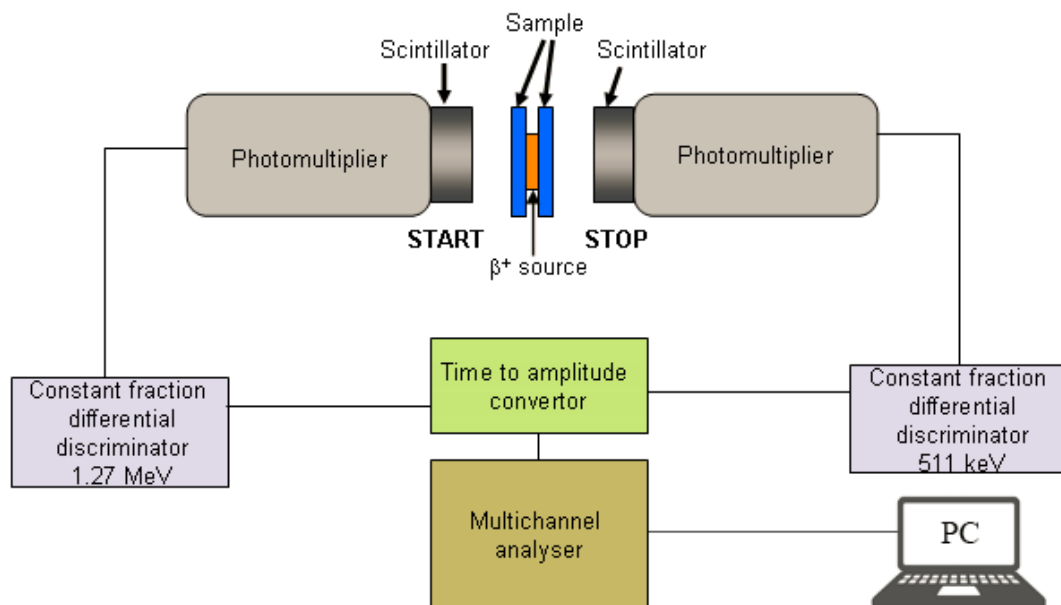 Sample
Scintillator
Scintillator
Photomultiplier
Photomultiplier
START
STOP
β⁺ source
Constant fraction
differential
discriminator
1.27 MeV
Time to amplitude
convertor
Constant fraction
differential
discriminator
511 keV
Multichannel
analyser
PC